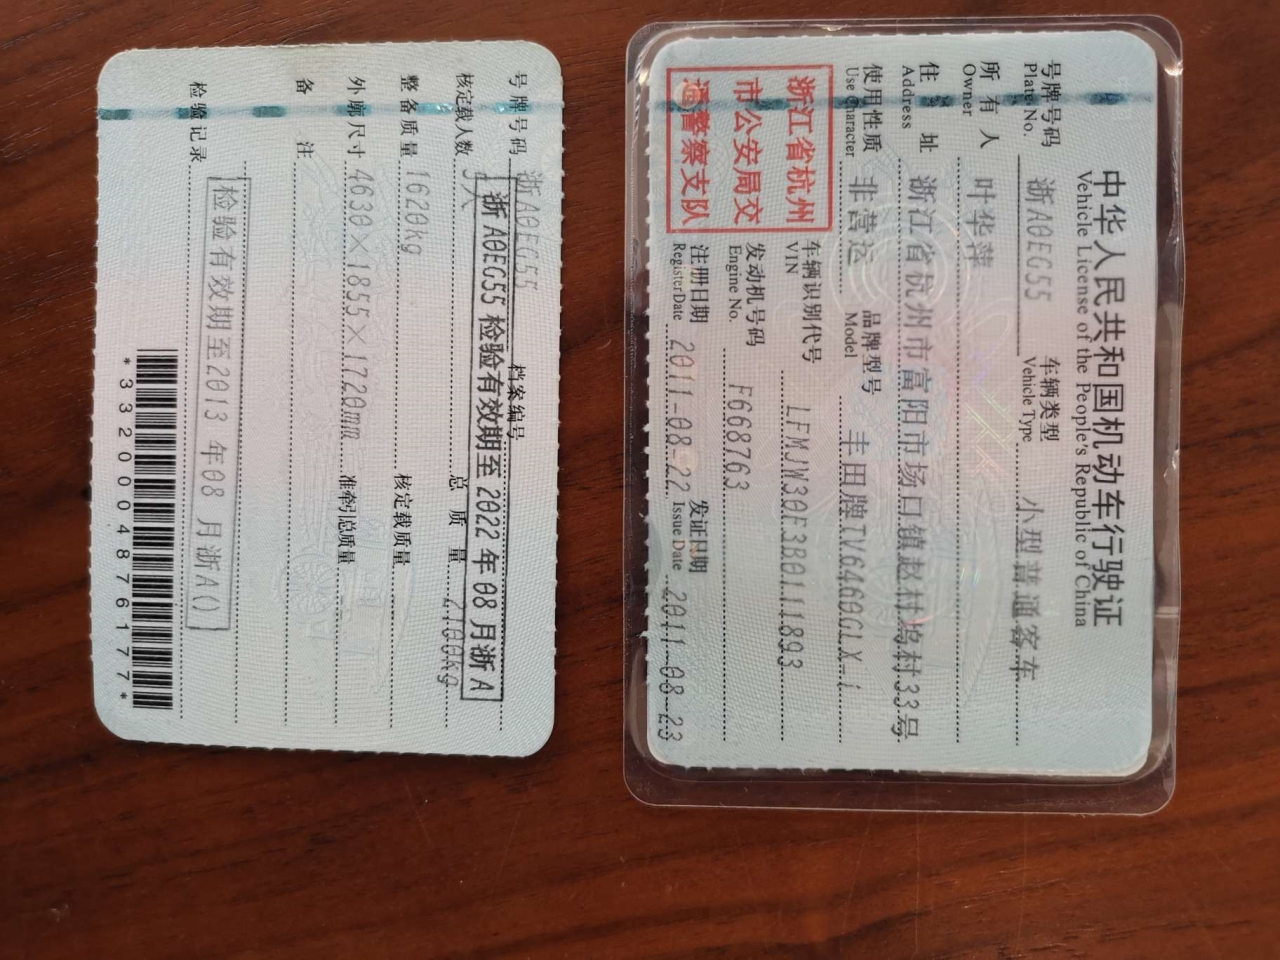 中华人民共和国机动车行驶证
Vehicle License of the People's Republic of China
号牌号码 浙A0EG55 车辆类型 小型普通客车
Plate No. Vehicle Type
所有人 叶华萍
Owner
住址 浙江省杭州市富阳市场口镇赵村坞村33号
Address
使用性质 非营运 品牌型号 丰田牌TV6460GLX-i
Use Character Model
浙江省杭州
市公安局交
通警察支队
车辆识别代号 LFMJW30F3B0111893
VIN
发动机号码 F668763
Engine No.
注册日期 2011-08-22 发证日期 2011-08-23
Register Date Issue Date
号牌号码 浙A0EG55 档案编号
浙A0EG55 检验有效期至2022年08月浙A
核定载人数 5人 总质量 2100kg
整备质量 1620kg 核定载质量
外廓尺寸 4630×1855×1720mm 准牵引总质量
备注
检验有效期至2013年08月浙A()
检验记录
*3320004876177*